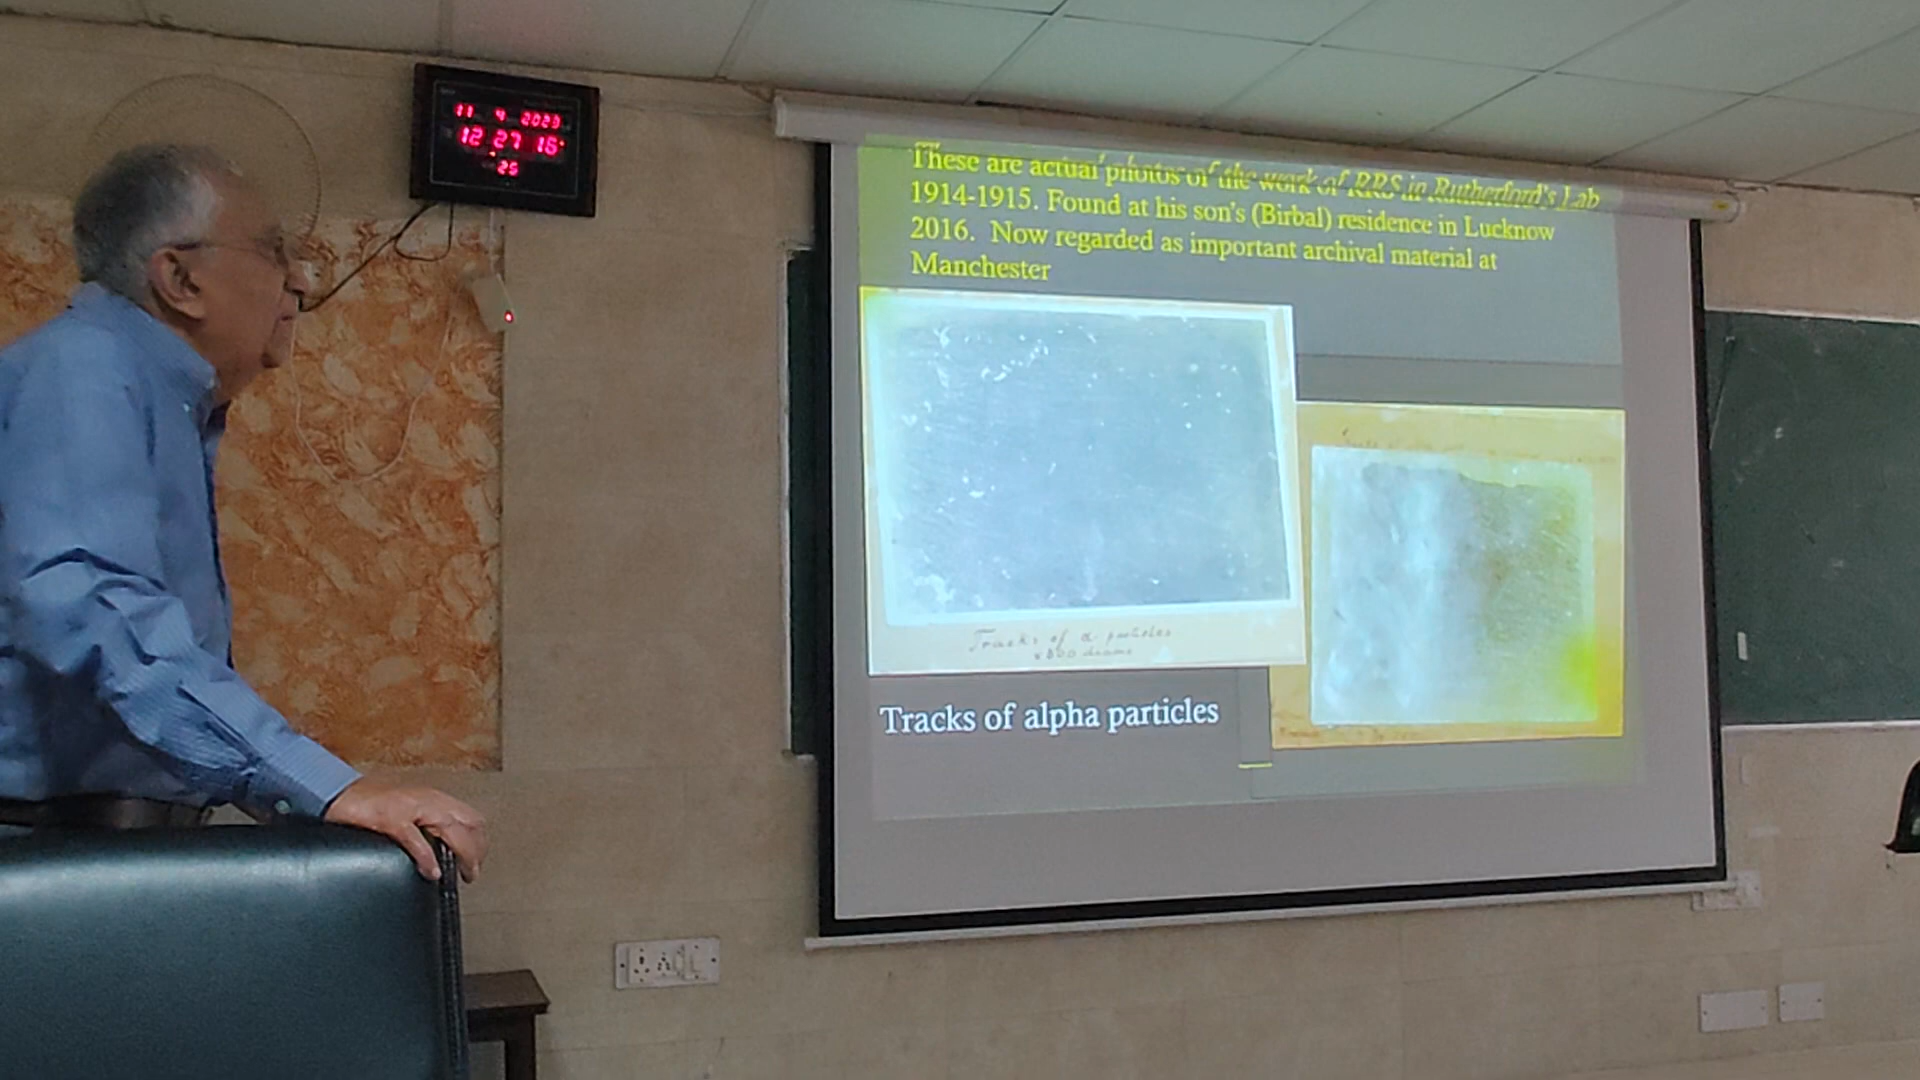 11 4 2023
12 27 15
25
These are actual photos of the work of RRS in Rutherford's Lab
1914-1915. Found at his son's (Birbal) residence in Lucknow
2016. Now regarded as important archival material at
Manchester
Tracks of α particles
Tracks of alpha particles